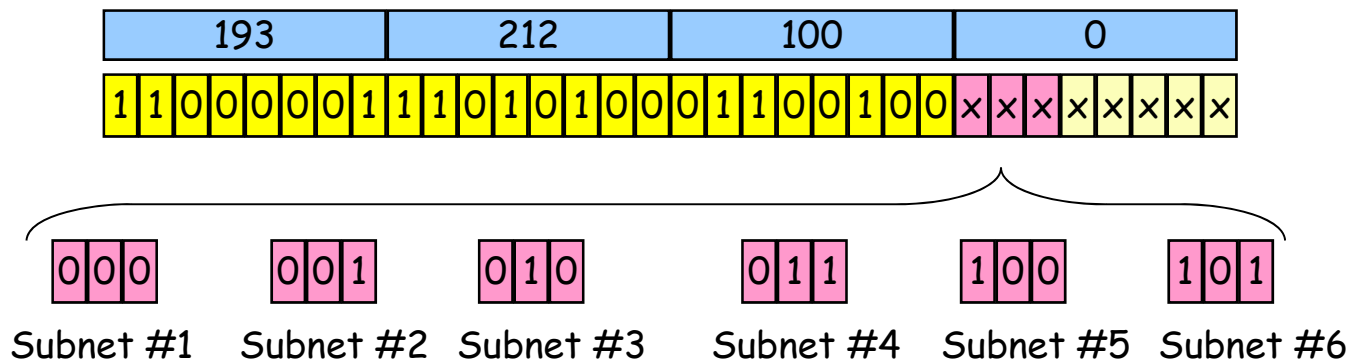 193 212 100 0
1 1 0 0 0 0 0 1 1 1 0 1 0 1 0 0 0 1 1 0 0 1 0 0 x x x x x x x x
0 0 0 0 0 1 0 1 0 0 1 1 1 0 0 1 0 1
Subnet #1 Subnet #2 Subnet #3 Subnet #4 Subnet #5 Subnet #6